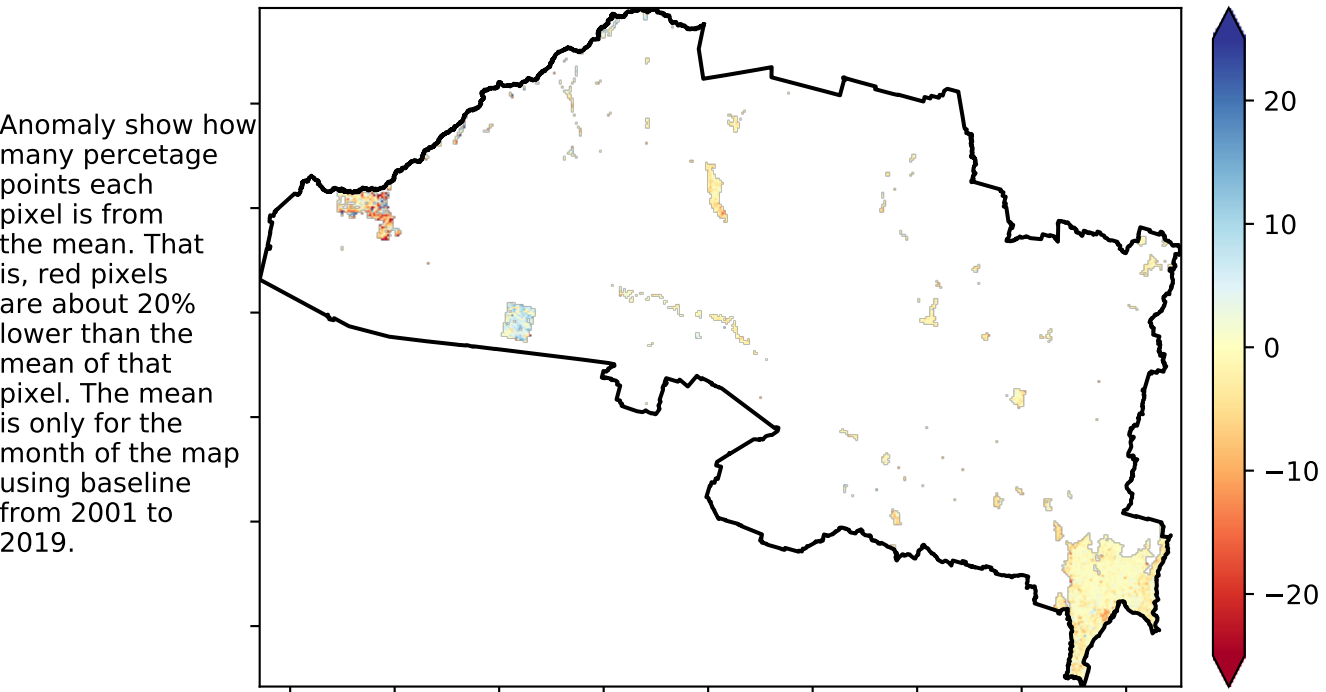 Anomaly show how
many percetage
points each
pixel is from
the mean. That
is, red pixels
are about 20%
lower than the
mean of that
pixel. The mean
is only for the
month of the map
using baseline
from 2001 to
2019.
20
10
0
−10
−20